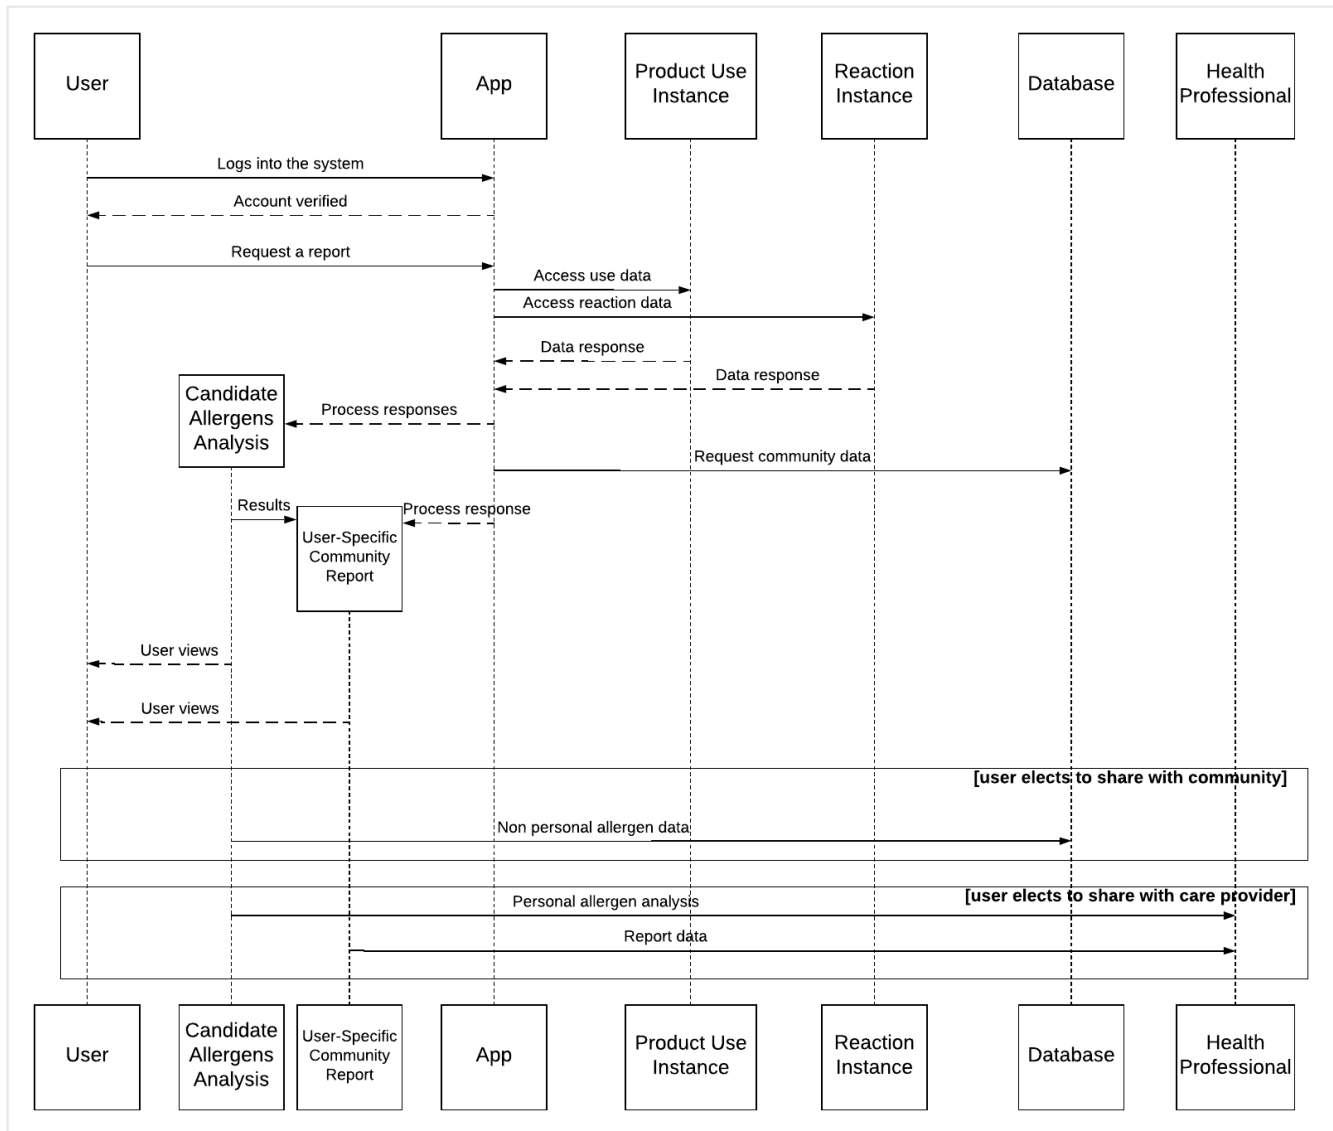 User
App
Product Use
Instance
Reaction
Instance
Database
Health
Professional
Logs into the system
Account verified
Request a report
Access use data
Access reaction data
Data response
Data response
Candidate
Allergens
Analysis
Process responses
Request community data
Results
Process response
User-Specific
Community
Report
User views
User views
[user elects to share with community]
Non personal allergen data
[user elects to share with care provider]
Personal allergen analysis
Report data
User
Candidate
Allergens
Analysis
User-Specific
Community
Report
App
Product Use
Instance
Reaction
Instance
Database
Health
Professional